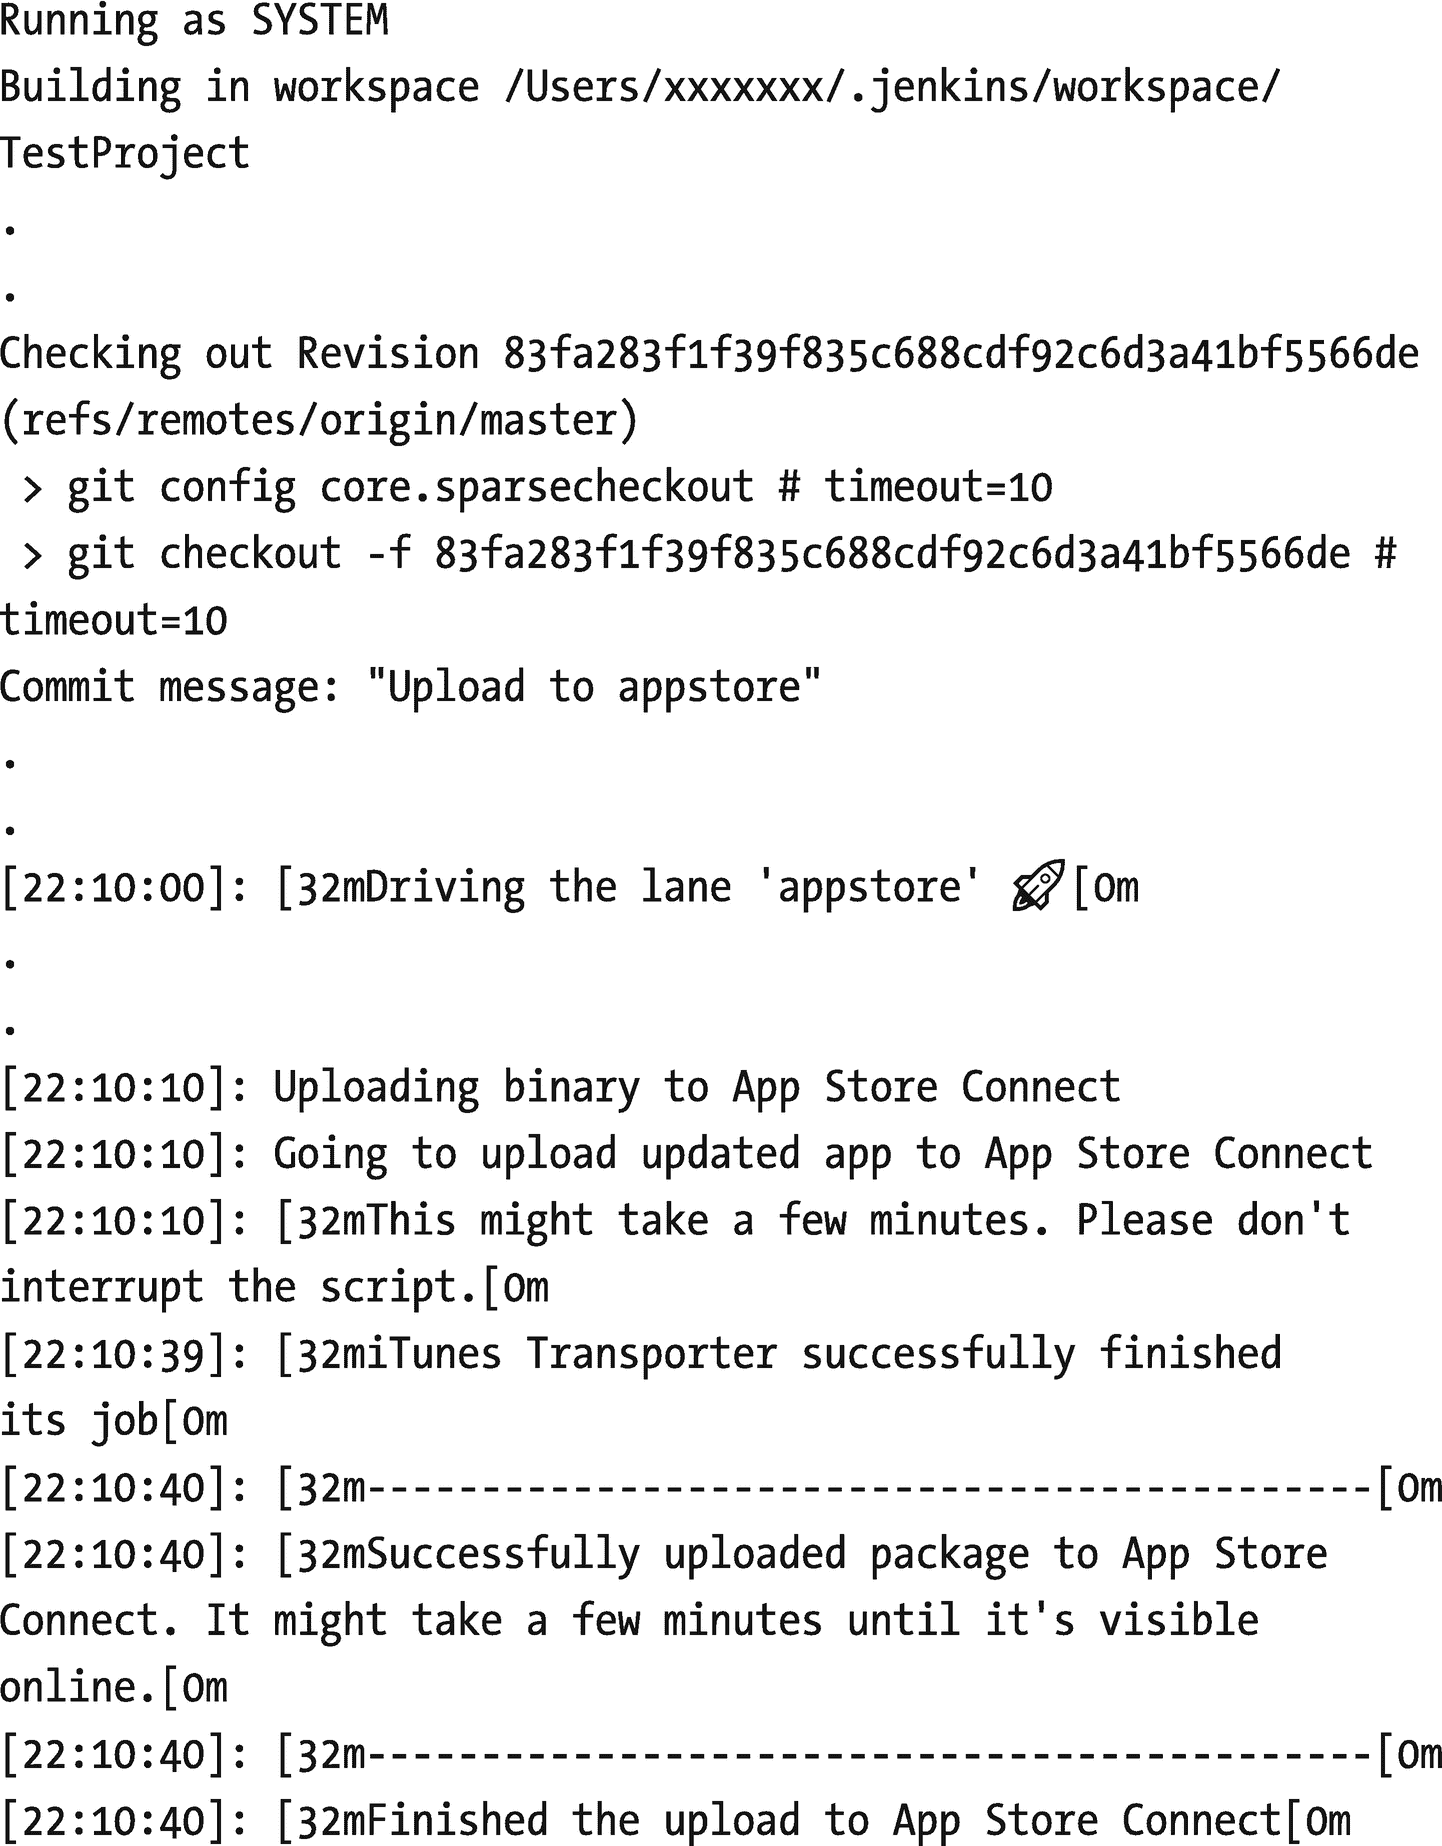 Running as SYSTEM
Building in workspace /Users/xxxxxxx/.jenkins/workspace/
TestProject
.
.
Checking out Revision 83fa283f1f39f835c688cdf92c6d3a41bf5566de
(refs/remotes/origin/master)
 > git config core.sparsecheckout # timeout=10
 > git checkout -f 83fa283f1f39f835c688cdf92c6d3a41bf5566de #
timeout=10
Commit message: "Upload to appstore"
.
.
[22:10:00]: [32mDriving the lane 'appstore' 🚀[0m
.
.
[22:10:10]: Uploading binary to App Store Connect
[22:10:10]: Going to upload updated app to App Store Connect
[22:10:10]: [32mThis might take a few minutes. Please don't
interrupt the script.[0m
[22:10:39]: [32miTunes Transporter successfully finished
its job[0m
[22:10:40]: [32m--------------------------------------------[0m
[22:10:40]: [32mSuccessfully uploaded package to App Store
Connect. It might take a few minutes until it's visible
online.[0m
[22:10:40]: [32m--------------------------------------------[0m
[22:10:40]: [32mFinished the upload to App Store Connect[0m